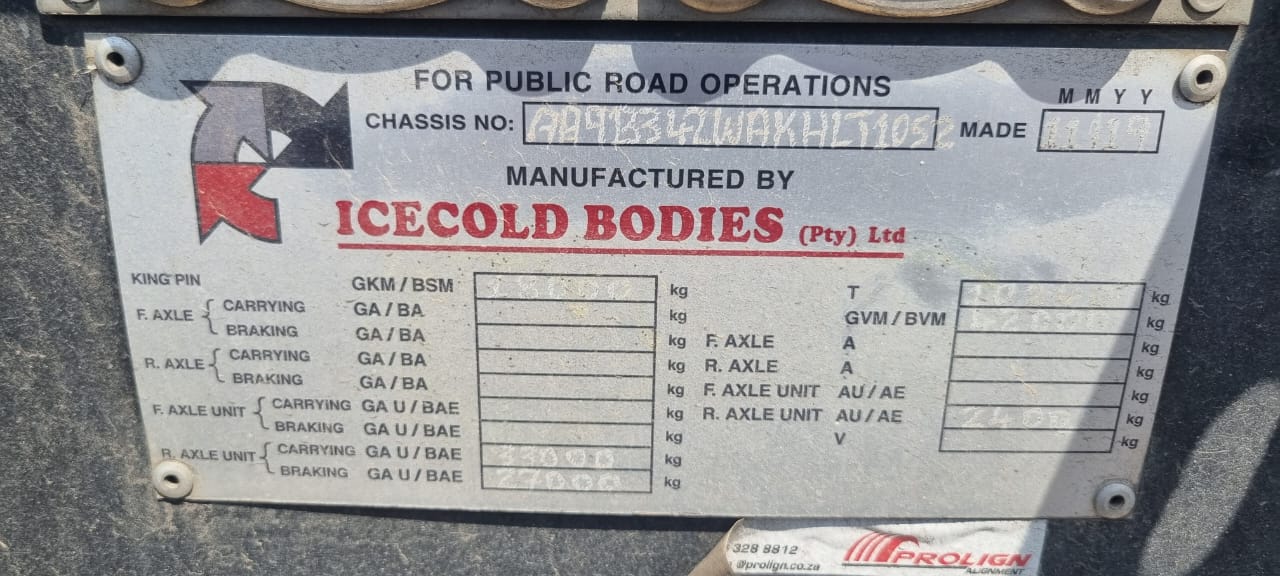 FOR PUBLIC ROAD OPERATIONS
MMYY
CHASSIS NO: MADE 11 19
MANUFACTURED BY
ICECOLD BODIES (Pty) Ltd
KING PIN GKM / BSM kg T kg
F. AXLE { CARRYING GA / BA kg GVM / BVM kg
BRAKING GA / BA kg F. AXLE A kg
R. AXLE { CARRYING GA / BA kg R. AXLE A kg
BRAKING GA / BA kg F. AXLE UNIT AU / AE kg
F. AXLE UNIT { CARRYING GA U / BAE kg R. AXLE UNIT AU / AE kg
BRAKING GA U / BAE kg V kg
R. AXLE UNIT { CARRYING GA U / BAE 33000 kg
BRAKING GA U / BAE 27000 kg
328 8812
@prolign.co.za
PROLIGN
ALIGNMENT